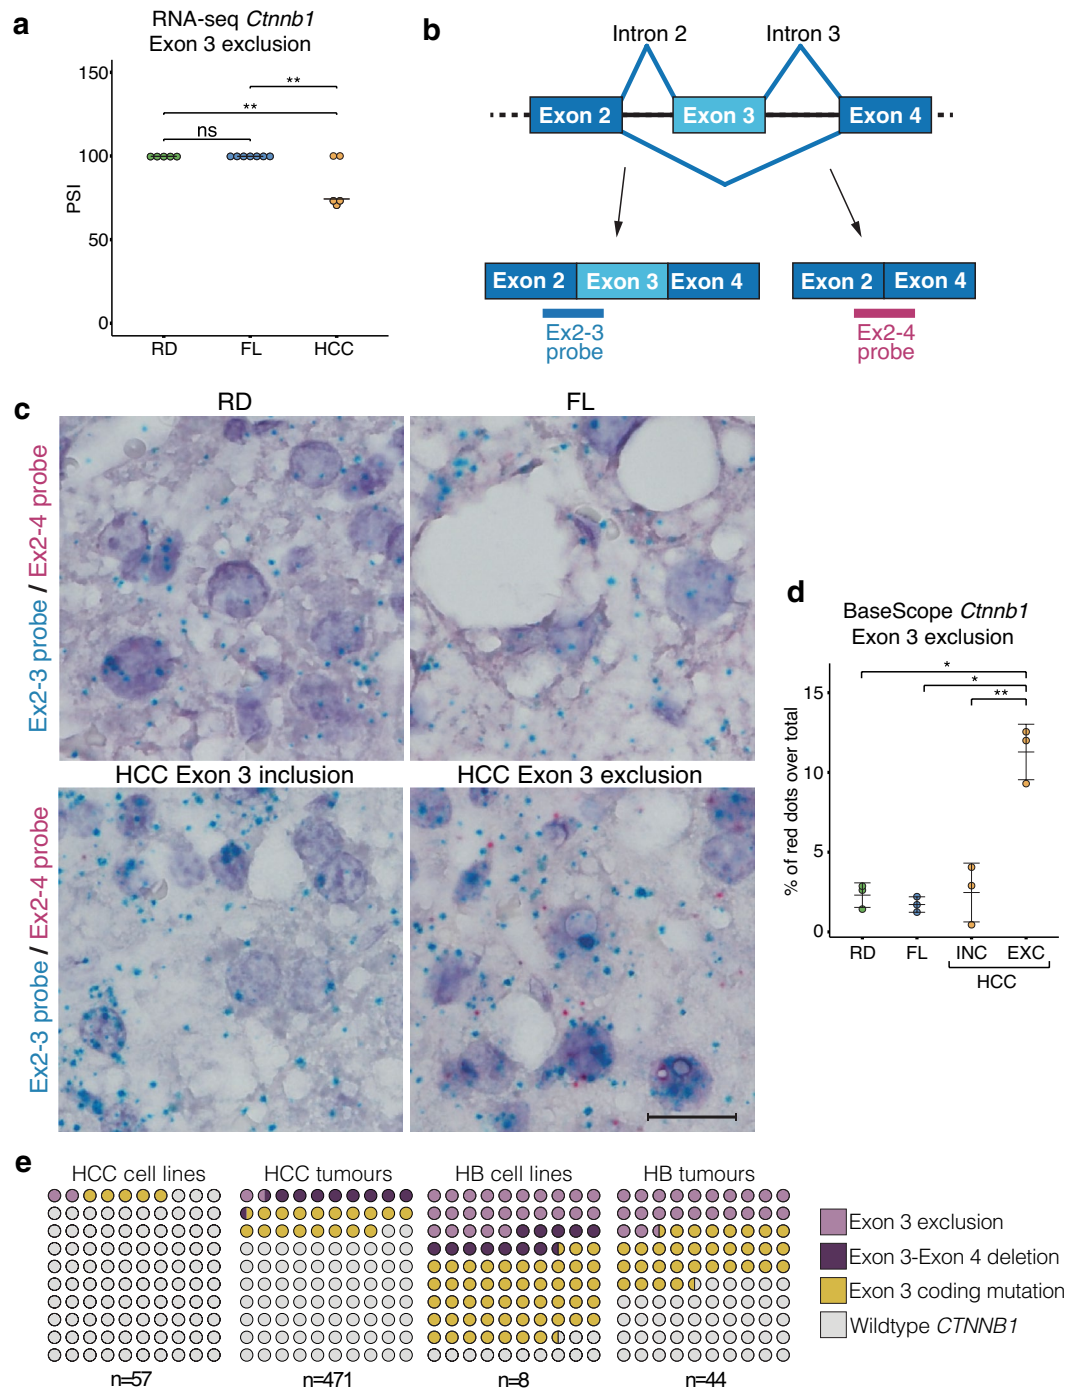 a
RNA-seq Ctnnb1
Exon 3 exclusion
150
100
50
0
PSI
**
**
ns
RD
FL
HCC
b
Intron 2
Intron 3
Exon 2
Exon 3
Exon 4
Exon 2
Exon 3
Exon 4
Exon 2
Exon 4
Ex2-3
probe
Ex2-4
probe
c
RD
FL
Ex2-3 probe / Ex2-4 probe
HCC Exon 3 inclusion
HCC Exon 3 exclusion
Ex2-3 probe / Ex2-4 probe
d
BaseScope Ctnnb1
Exon 3 exclusion
*
*
**
15
10
5
0
% of red dots over total
RD
FL
INC
EXC
HCC
e
HCC cell lines
HCC tumours
HB cell lines
HB tumours
n=57
n=471
n=8
n=44
Exon 3 exclusion
Exon 3-Exon 4 deletion
Exon 3 coding mutation
Wildtype CTNNB1